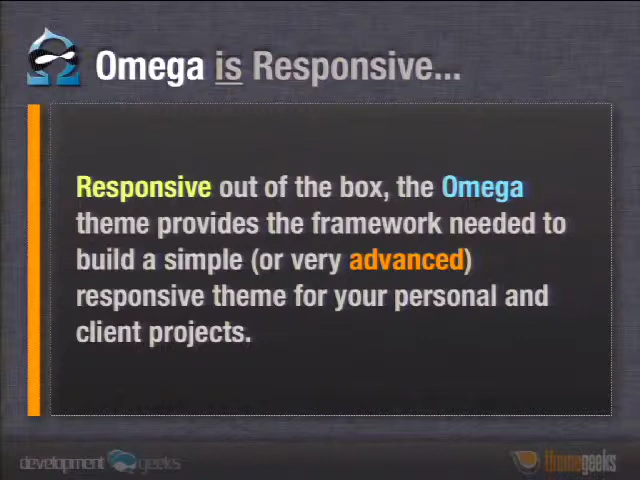 Omega is Responsive...
Responsive out of the box, the Omega
theme provides the framework needed to
build a simple (or very advanced)
responsive theme for your personal and
client projects.
development geeks
themegeeks